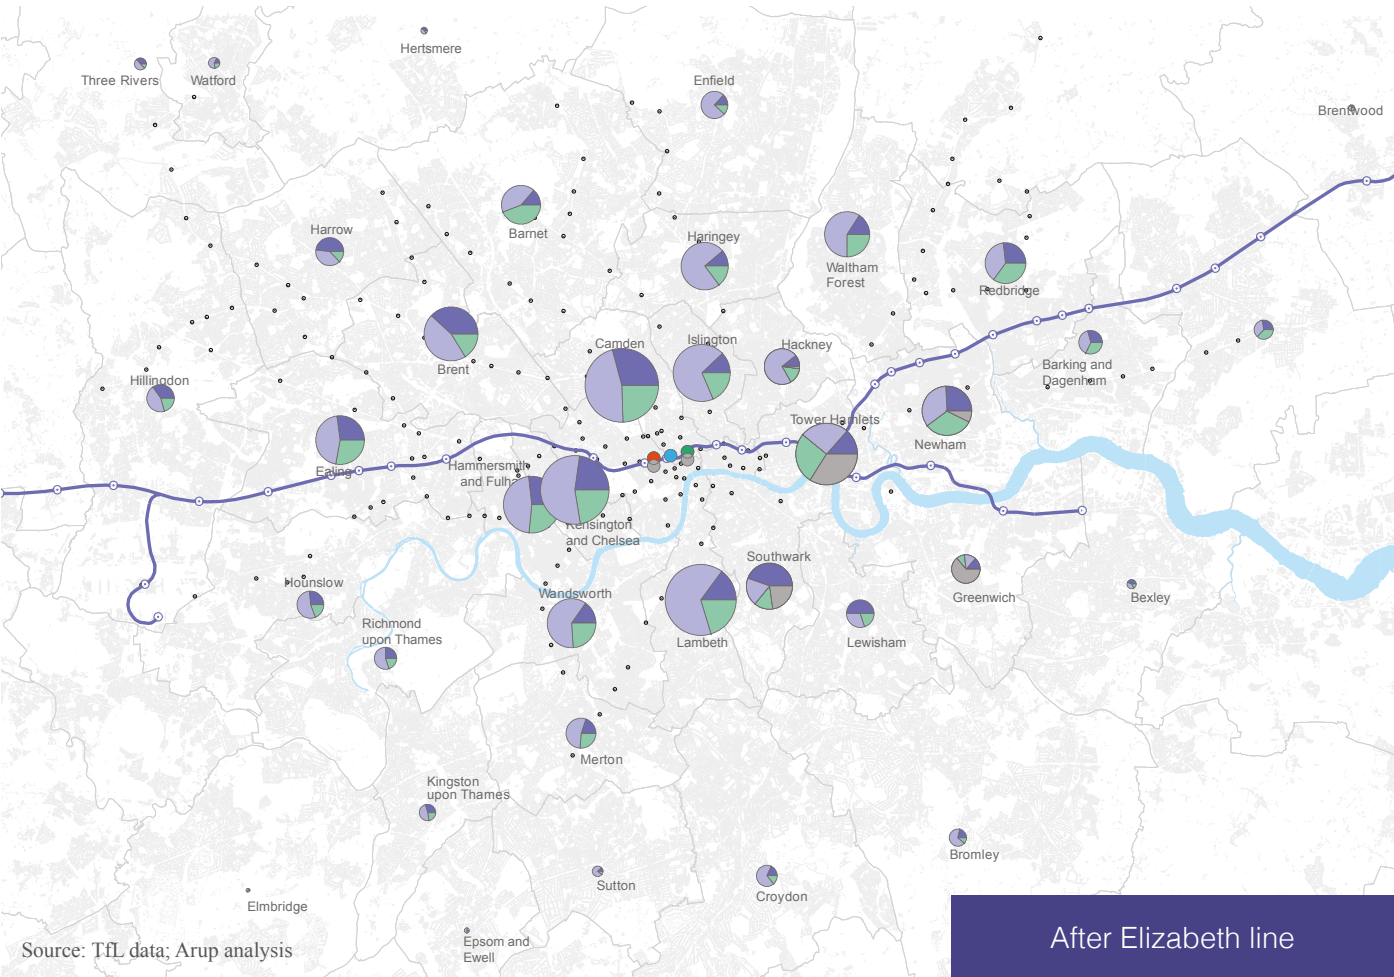 Hertsmere
Three Rivers
Watford
Enfield
Brentwood
Harrow
Barnet
Haringey
Waltham
Forest
Redbridge
Camden
Islington
Hackney
Brent
Barking and
Dagenham
Hillingdon
Tower Hamlets
Newham
Ealing
Hammersmith
and Fulha
Kensington
and Chelsea
Hounslow
Southwark
Greenwich
Bexley
Wandsworth
Richmond
upon Thames
Lambeth
Lewisham
Merton
Kingston
upon Thames
Bromley
Sutton
Croydon
Elmbridge
Epsom and
Ewell
Source: TfL data; Arup analysis
After Elizabeth line